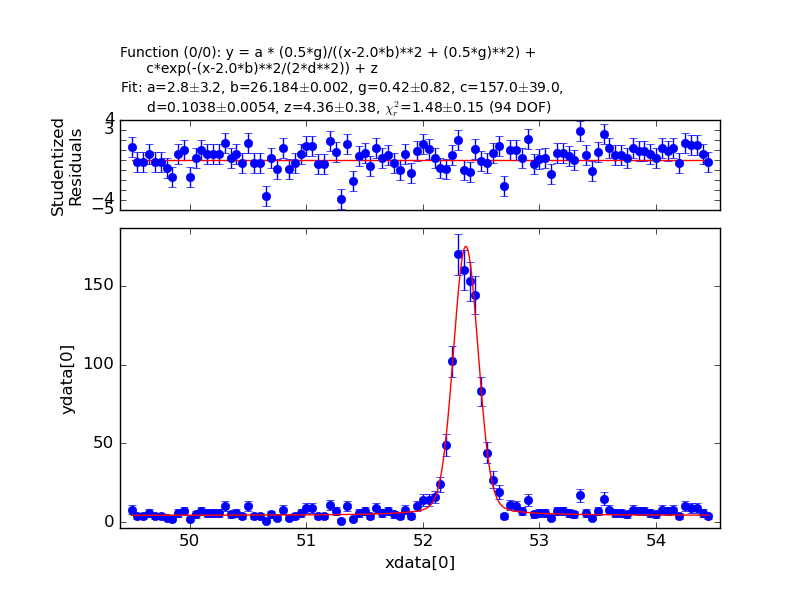 Function (0/0): y = a * (0.5*g)/((x-2.0*b)**2 + (0.5*g)**2) +
c*exp(-(x-2.0*b)**2/(2*d**2)) + z
Fit: a=2.8±3.2, b=26.184±0.002, g=0.42±0.82, c=157.0±39.0,
d=0.1038±0.0054, z=4.36±0.38, χ²ᵣ=1.48±0.15 (94 DOF)
Studentized
Residuals
4
3
−4
−5
ydata[0]
150
100
50
0
50 51 52 53 54
xdata[0]